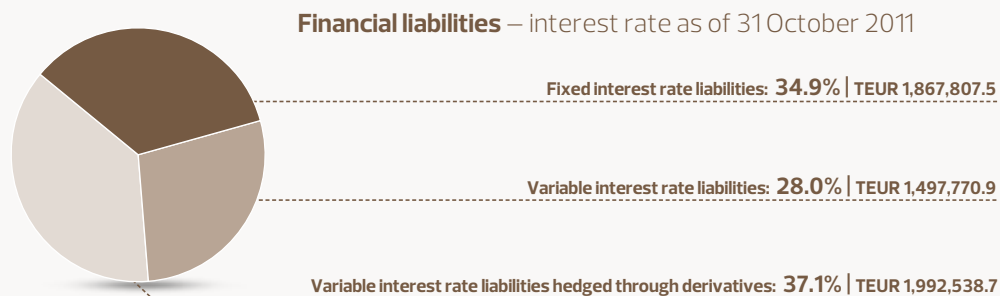 Financial liabilities – interest rate as of 31 October 2011
Fixed interest rate liabilities: 34.9% | TEUR 1,867,807.5
Variable interest rate liabilities: 28.0% | TEUR 1,497,770.9
Variable interest rate liabilities hedged through derivatives: 37.1% | TEUR 1,992,538.7